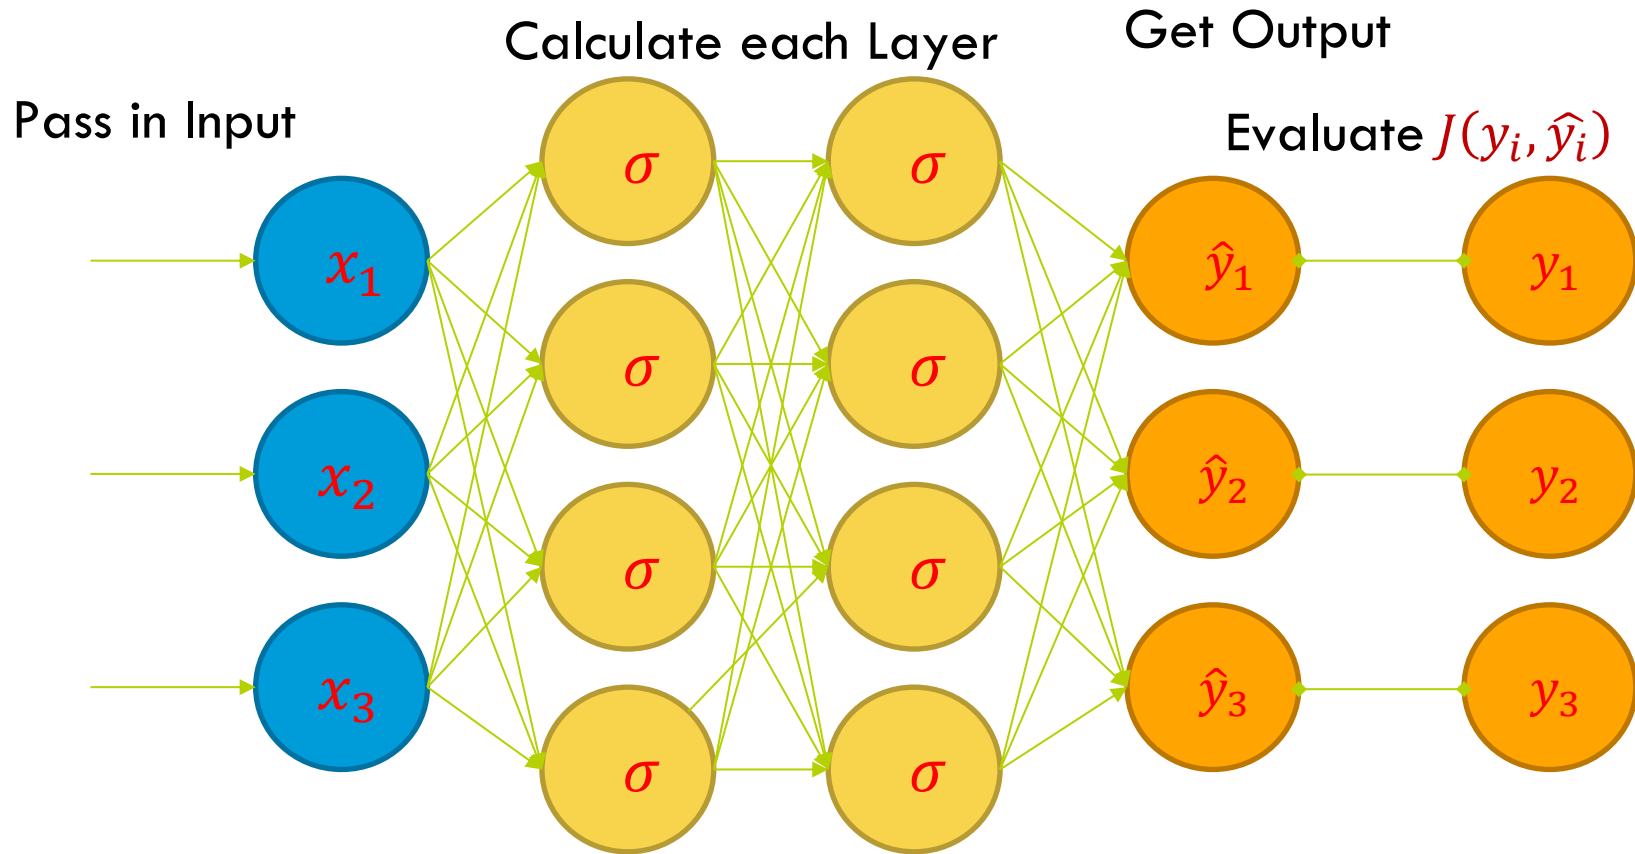 Pass in Input
Calculate each Layer
Get Output
Evaluate J(yᵢ, ŷᵢ)
x₁
x₂
x₃
σ
σ
σ
σ
σ
σ
σ
σ
ŷ₁
ŷ₂
ŷ₃
y₁
y₂
y₃